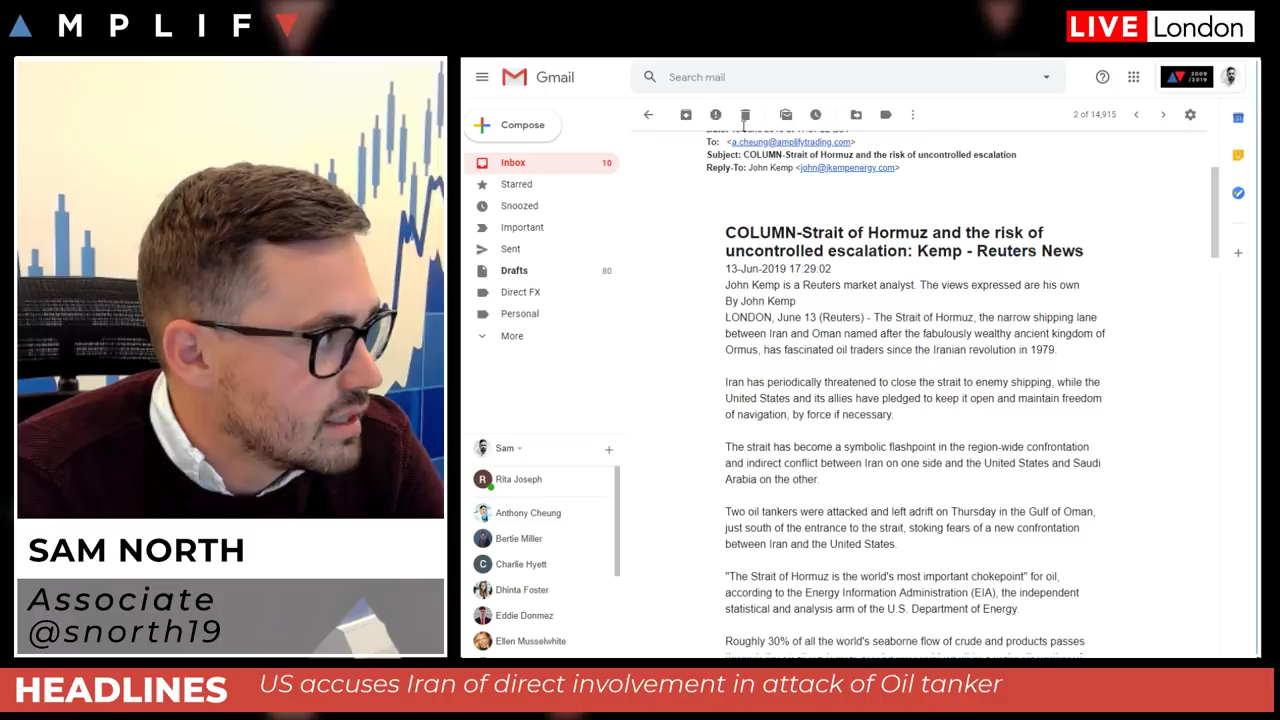 AMPLIFY
LIVE London
Gmail
Search mail
2009
/2019
Compose
2 of 14,915
Inbox 10
Starred
Snoozed
Important
Sent
Drafts 80
Direct FX
Personal
More
Sam
Rita Joseph
Anthony Cheung
Bertie Miller
Charlie Hyett
Dhinta Foster
Eddie Donmez
Ellen Musselwhite
To: <a.cheung@amplifytrading.com>
Subject: COLUMN-Strait of Hormuz and the risk of uncontrolled escalation
Reply-To: John Kemp <john@jkempenergy.com>
COLUMN-Strait of Hormuz and the risk of
uncontrolled escalation: Kemp - Reuters News
13-Jun-2019 17:29:02
John Kemp is a Reuters market analyst. The views expressed are his own
By John Kemp
LONDON, June 13 (Reuters) - The Strait of Hormuz, the narrow shipping lane
between Iran and Oman named after the fabulously wealthy ancient kingdom of
Ormus, has fascinated oil traders since the Iranian revolution in 1979.
Iran has periodically threatened to close the strait to enemy shipping, while the
United States and its allies have pledged to keep it open and maintain freedom
of navigation, by force if necessary.
The strait has become a symbolic flashpoint in the region-wide confrontation
and indirect conflict between Iran on one side and the United States and Saudi
Arabia on the other.
Two oil tankers were attacked and left adrift on Thursday in the Gulf of Oman,
just south of the entrance to the strait, stoking fears of a new confrontation
between Iran and the United States.
"The Strait of Hormuz is the world's most important chokepoint" for oil,
according to the Energy Information Administration (EIA), the independent
statistical and analysis arm of the U.S. Department of Energy.
Roughly 30% of all the world's seaborne flow of crude and products passes
SAM NORTH
Associate
@snorth19
HEADLINES US accuses Iran of direct involvement in attack of Oil tanker